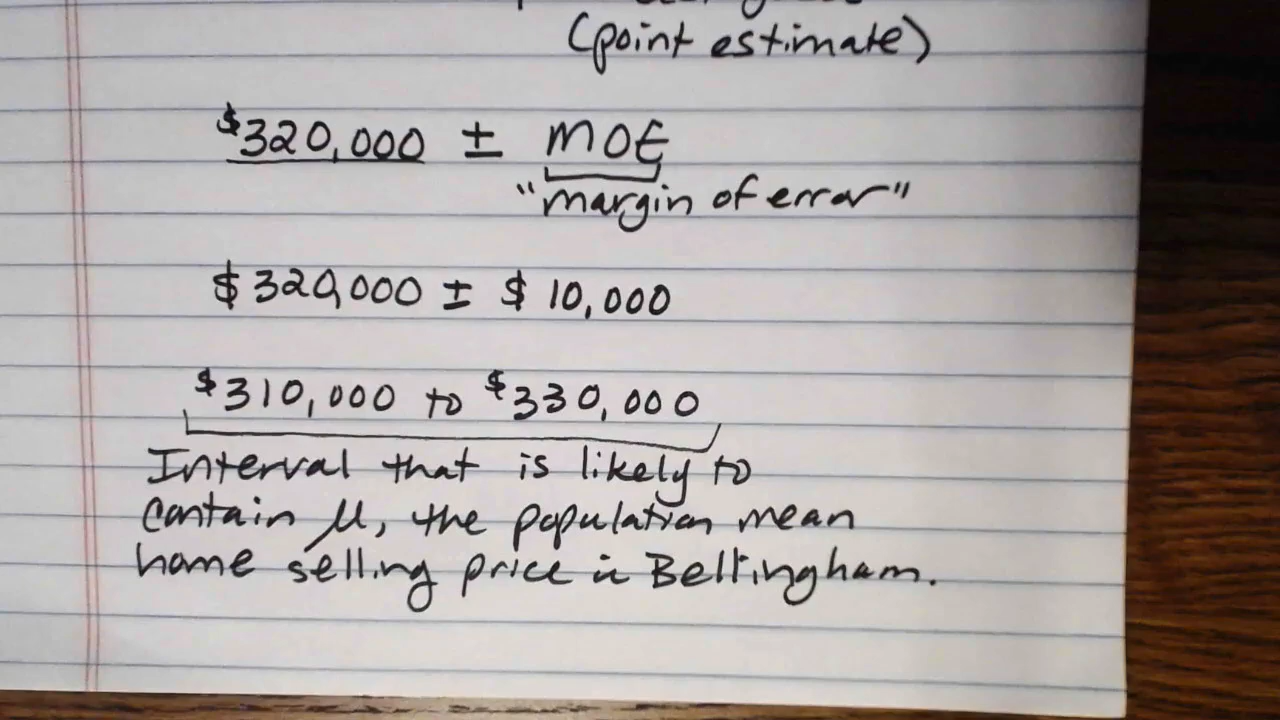 (point estimate)
$320,000 ± MOE
"margin of error"
$320,000 ± $10,000
$310,000 to $330,000
Interval that is likely to
contain μ, the population mean
home selling price in Bellingham.